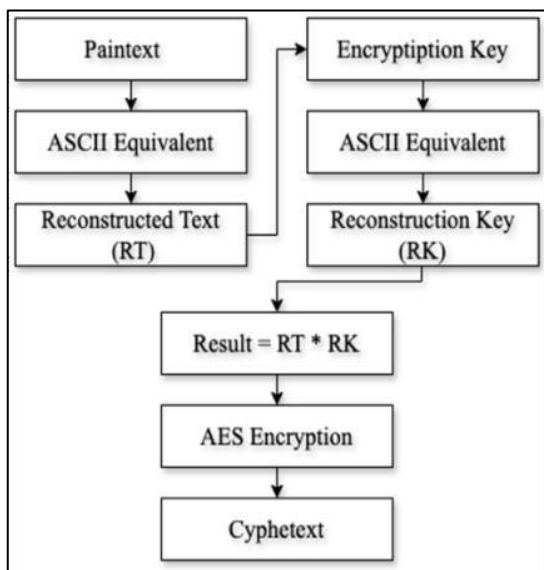 Paintext
ASCII Equivalent
Reconstructed Text
(RT)
Encryptiption Key
ASCII Equivalent
Reconstruction Key
(RK)
Result = RT * RK
AES Encryption
Cyphetext